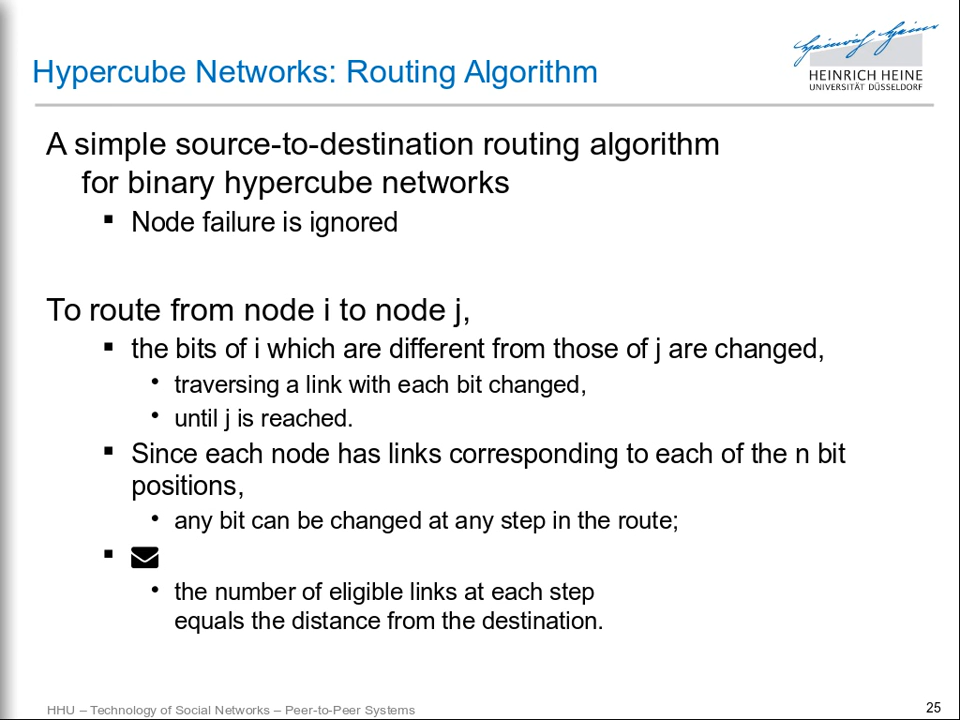 Hypercube Networks: Routing Algorithm
HEINRICH HEINE
UNIVERSITÄT DÜSSELDORF
A simple source-to-destination routing algorithm
for binary hypercube networks
Node failure is ignored
To route from node i to node j,
the bits of i which are different from those of j are changed,
traversing a link with each bit changed,
until j is reached.
Since each node has links corresponding to each of the n bit
positions,
any bit can be changed at any step in the route;
the number of eligible links at each step
equals the distance from the destination.
HHU – Technology of Social Networks – Peer-to-Peer Systems
25